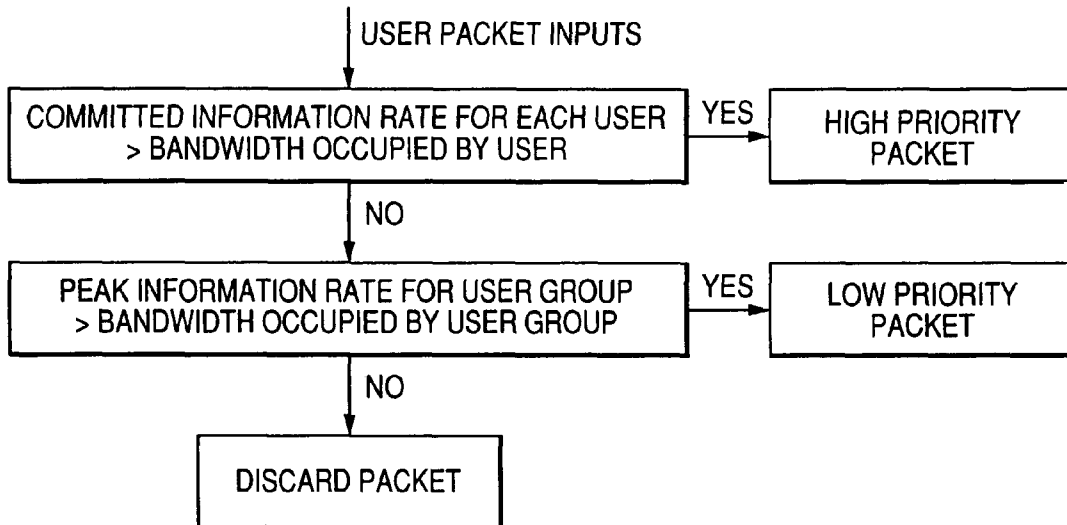 USER PACKET INPUTS
COMMITTED INFORMATION RATE FOR EACH USER
> BANDWIDTH OCCUPIED BY USER
YES
HIGH PRIORITY
PACKET
NO
PEAK INFORMATION RATE FOR USER GROUP
> BANDWIDTH OCCUPIED BY USER GROUP
YES
LOW PRIORITY
PACKET
NO
DISCARD PACKET